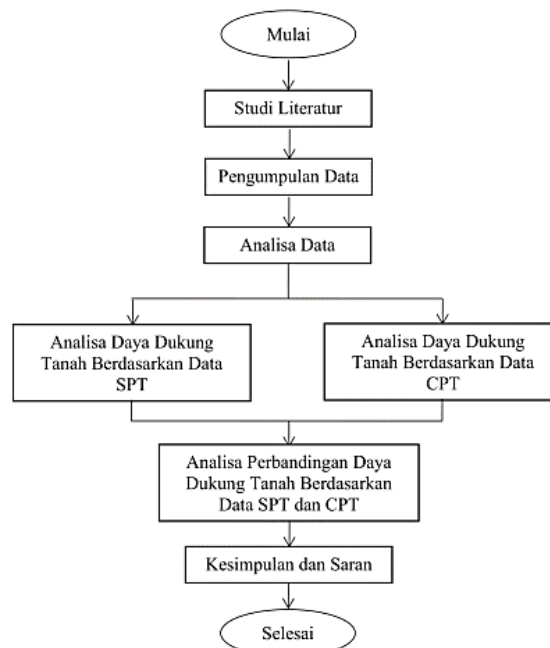 Mulai
Studi Literatur
Pengumpulan Data
Analisa Data
Analisa Daya Dukung
Tanah Berdasarkan Data
SPT
Analisa Daya Dukung
Tanah Berdasarkan Data
CPT
Analisa Perbandingan Daya
Dukung Tanah Berdasarkan
Data SPT dan CPT
Kesimpulan dan Saran
Selesai